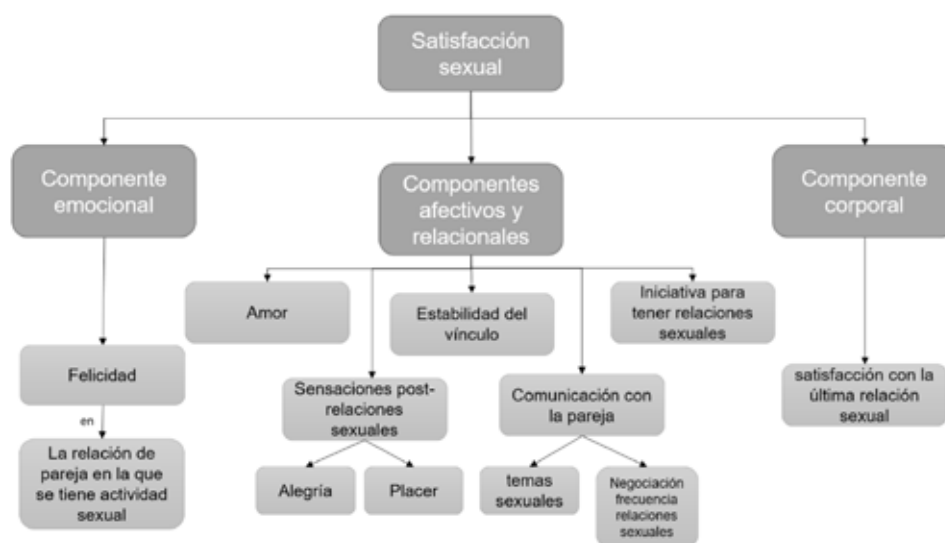 Satisfacción
sexual
Componente
emocional
Componentes
afectivos y
relacionales
Componente
corporal
Amor
Estabilidad del
vínculo
Iniciativa para
tener relaciones
sexuales
Felicidad
en
La relación de
pareja en la que
se tiene actividad
sexual
Sensaciones post-
relaciones
sexuales
Alegría
Placer
Comunicación con
la pareja
temas
sexuales
Negociación
frecuencia
relaciones
sexuales
satisfacción con la
última relación
sexual